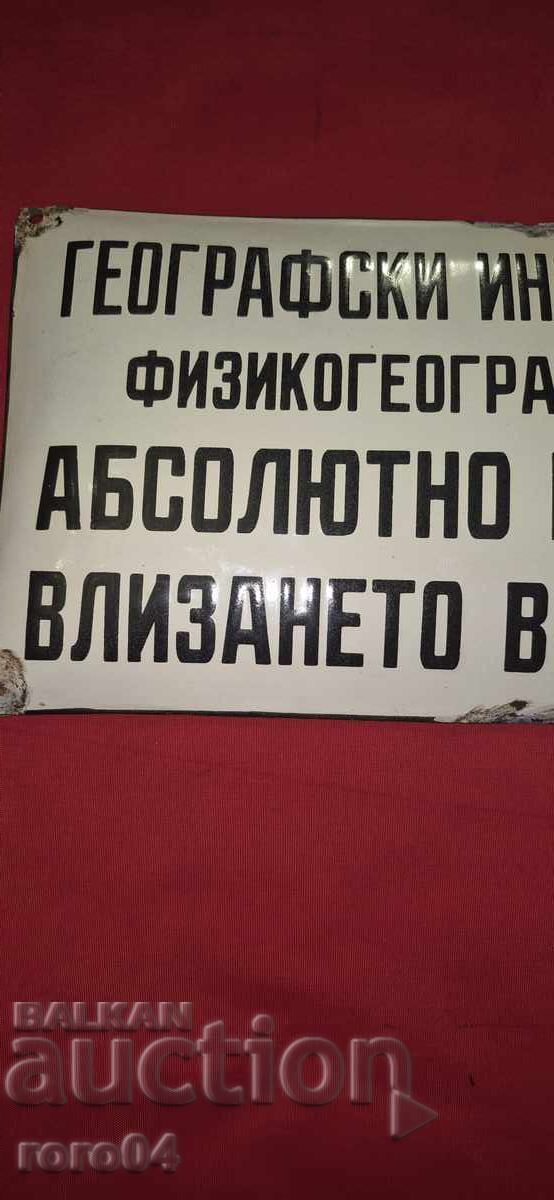 ГЕОГРАФСКИ ИН
ФИЗИКОГЕОГРА
АБСОЛЮТНО
ВЛИЗАНЕТО В
BALKAN
auction
roro04